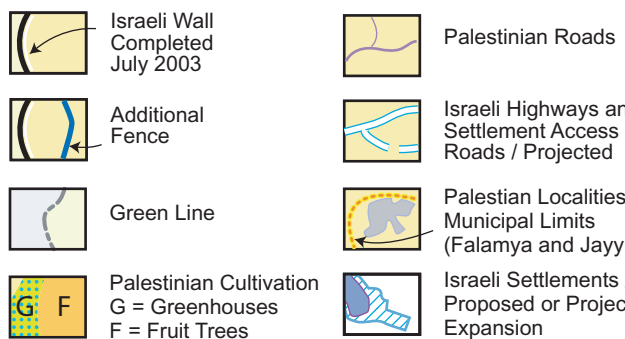 Israeli Wall
Completed
July 2003
Additional
Fence
Green Line
G F
Palestinian Cultivation
G = Greenhouses
F = Fruit Trees
Palestinian Roads
Israeli Highways an
Settlement Access
Roads / Projected
Palestian Localities
Municipal Limits
(Falamya and Jayy
Israeli Settlements
Proposed or Projec
Expansion